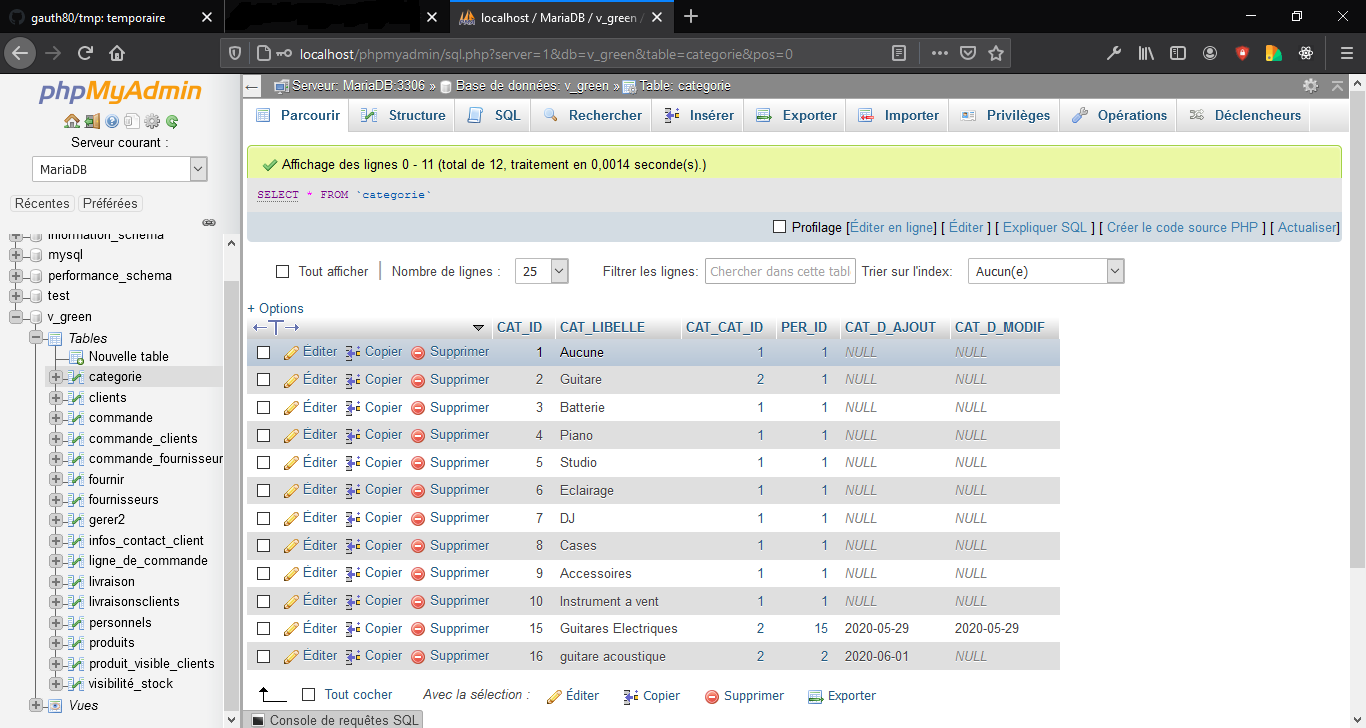 gauth80/tmp: temporaire
localhost / MariaDB / v_green /
localhost/phpmyadmin/sql.php?server=1&db=v_green&table=categorie&pos=0
phpMyAdmin
Serveur courant :
MariaDB
Récentes Préférées
information_schema
mysql
performance_schema
test
v_green
Tables
Nouvelle table
categorie
clients
commande
commande_clients
commande_fournisseur
fournir
fournisseurs
gerer2
infos_contact_client
ligne_de_commande
livraison
livraisonsclients
personnels
produits
produit_visible_clients
visibilité_stock
Vues
Serveur: MariaDB:3306 » Base de données: v_green » Table: categorie
Parcourir Structure SQL Rechercher Insérer Exporter Importer Privilèges Opérations Déclencheurs
Affichage des lignes 0 - 11 (total de 12, traitement en 0,0014 seconde(s).)
SELECT * FROM `categorie`
Profilage [Éditer en ligne] [ Éditer ] [ Expliquer SQL ] [ Créer le code source PHP ] [ Actualiser]
Tout afficher | Nombre de lignes : 25 Filtrer les lignes: Chercher dans cette tabl Trier sur l'index: Aucun(e)
+ Options
←T→ CAT_ID CAT_LIBELLE CAT_CAT_ID PER_ID CAT_D_AJOUT CAT_D_MODIF
Éditer Copier Supprimer 1 Aucune 1 1 NULL NULL
Éditer Copier Supprimer 2 Guitare 2 1 NULL NULL
Éditer Copier Supprimer 3 Batterie 1 1 NULL NULL
Éditer Copier Supprimer 4 Piano 1 1 NULL NULL
Éditer Copier Supprimer 5 Studio 1 1 NULL NULL
Éditer Copier Supprimer 6 Eclairage 1 1 NULL NULL
Éditer Copier Supprimer 7 DJ 1 1 NULL NULL
Éditer Copier Supprimer 8 Cases 1 1 NULL NULL
Éditer Copier Supprimer 9 Accessoires 1 1 NULL NULL
Éditer Copier Supprimer 10 Instrument a vent 1 1 NULL NULL
Éditer Copier Supprimer 15 Guitares Electriques 2 15 2020-05-29 2020-05-29
Éditer Copier Supprimer 16 guitare acoustique 2 2 2020-06-01 NULL
Tout cocher Avec la sélection : Éditer Copier Supprimer Exporter
Console de requêtes SQL